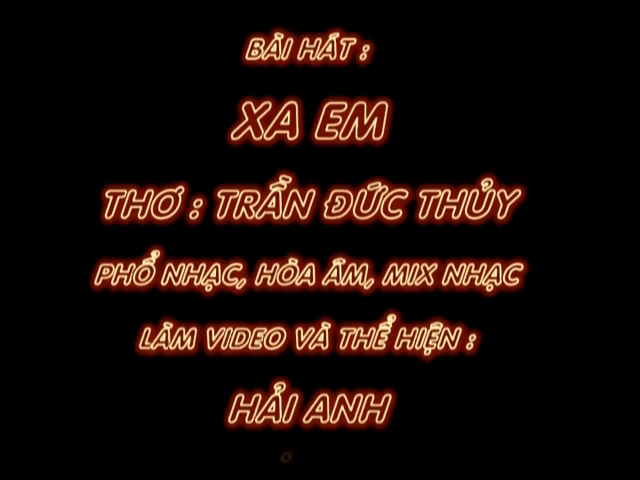 BÀI HÁT :
XA EM
THƠ : TRẦN ĐỨC THỦY
PHỔ NHẠC, HÒA ÂM, MIX NHẠC
LÀM VIDEO VÀ THỂ HIỆN :
HẢI ANH